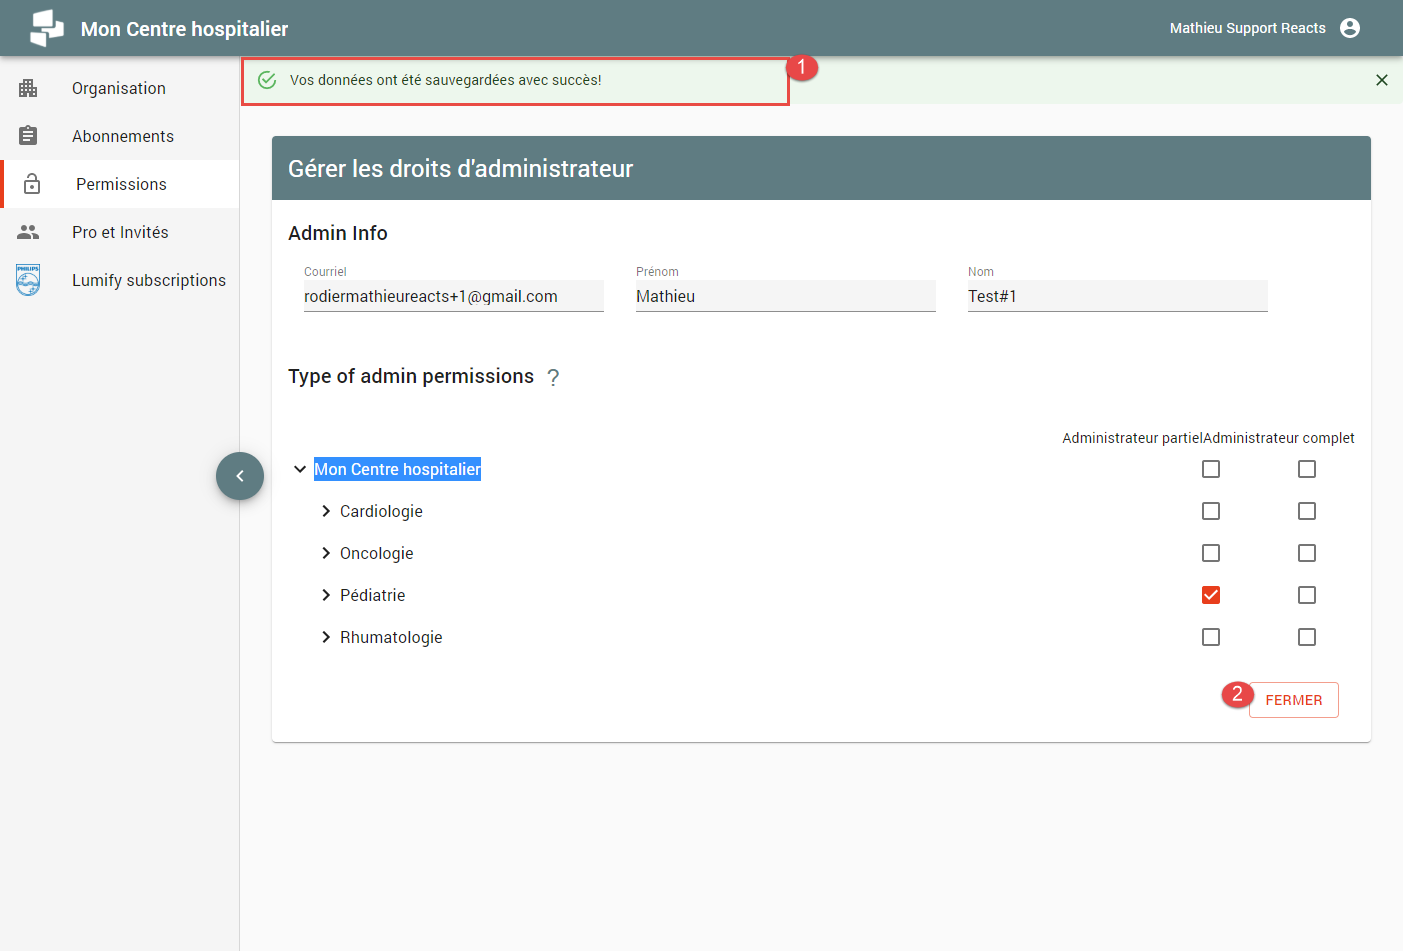 Mon Centre hospitalier
Mathieu Support Reacts
Organisation
Abonnements
Permissions
Pro et Invités
PHILIPS
Lumify subscriptions
Vos données ont été sauvegardées avec succès!
1
Gérer les droits d'administrateur
Admin Info
Courriel
Prénom
Nom
rodiermathieureacts+1@gmail.com
Mathieu
Test#1
Type of admin permissions ?
Administrateur partiel
Administrateur complet
Mon Centre hospitalier
Cardiologie
Oncologie
Pédiatrie
Rhumatologie
2
FERMER